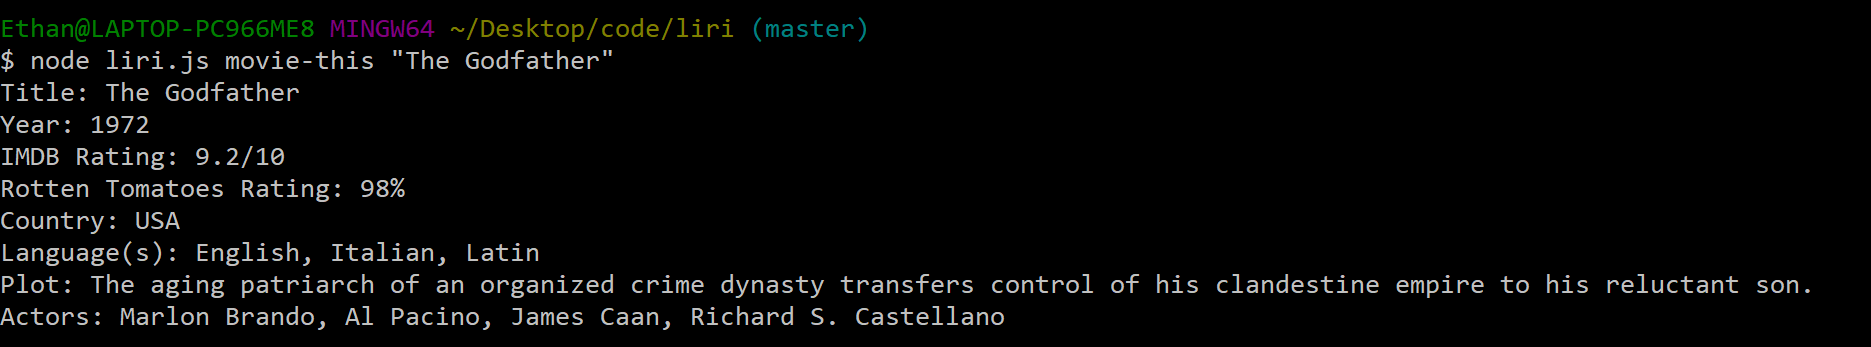 Ethan@LAPTOP-PC966ME8 MINGW64 ~/Desktop/code/liri (master)
$ node liri.js movie-this "The Godfather"
Title: The Godfather
Year: 1972
IMDB Rating: 9.2/10
Rotten Tomatoes Rating: 98%
Country: USA
Language(s): English, Italian, Latin
Plot: The aging patriarch of an organized crime dynasty transfers control of his clandestine empire to his reluctant son.
Actors: Marlon Brando, Al Pacino, James Caan, Richard S. Castellano